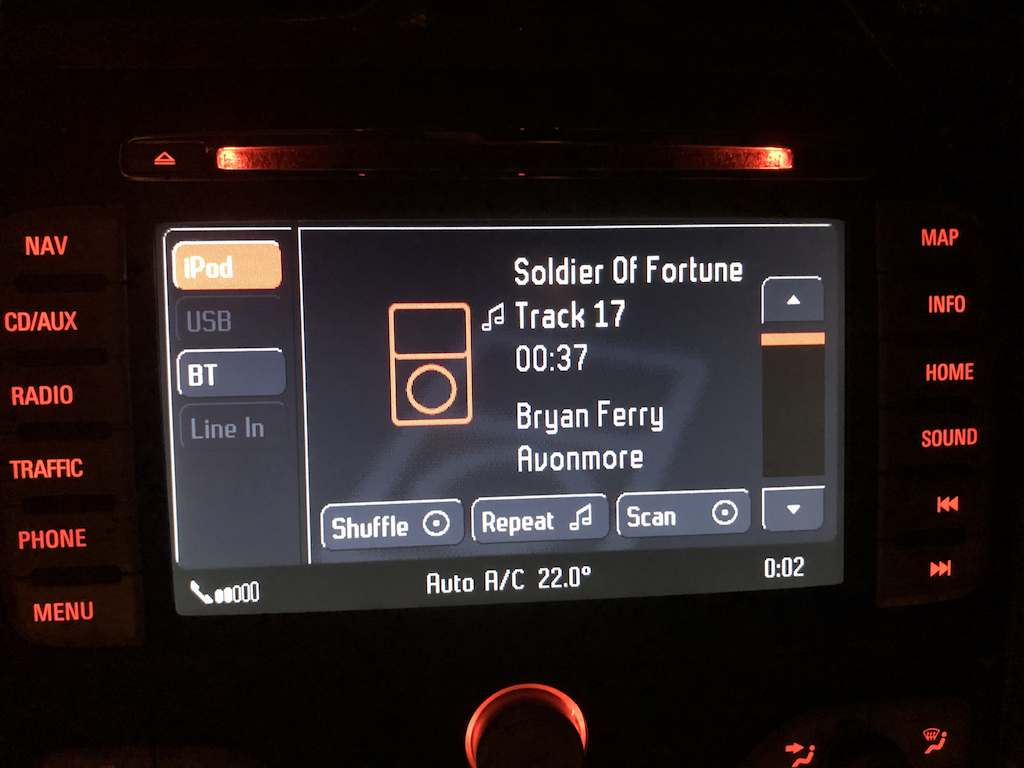 NAV
CD/AUX
RADIO
TRAFFIC
PHONE
MENU
iPod
USB
BT
Line In
Soldier Of Fortune
Track 17
00:37
Bryan Ferry
Avonmore
Shuffle
Repeat
Scan
Auto A/C 22.0°
0:02
MAP
INFO
HOME
SOUND